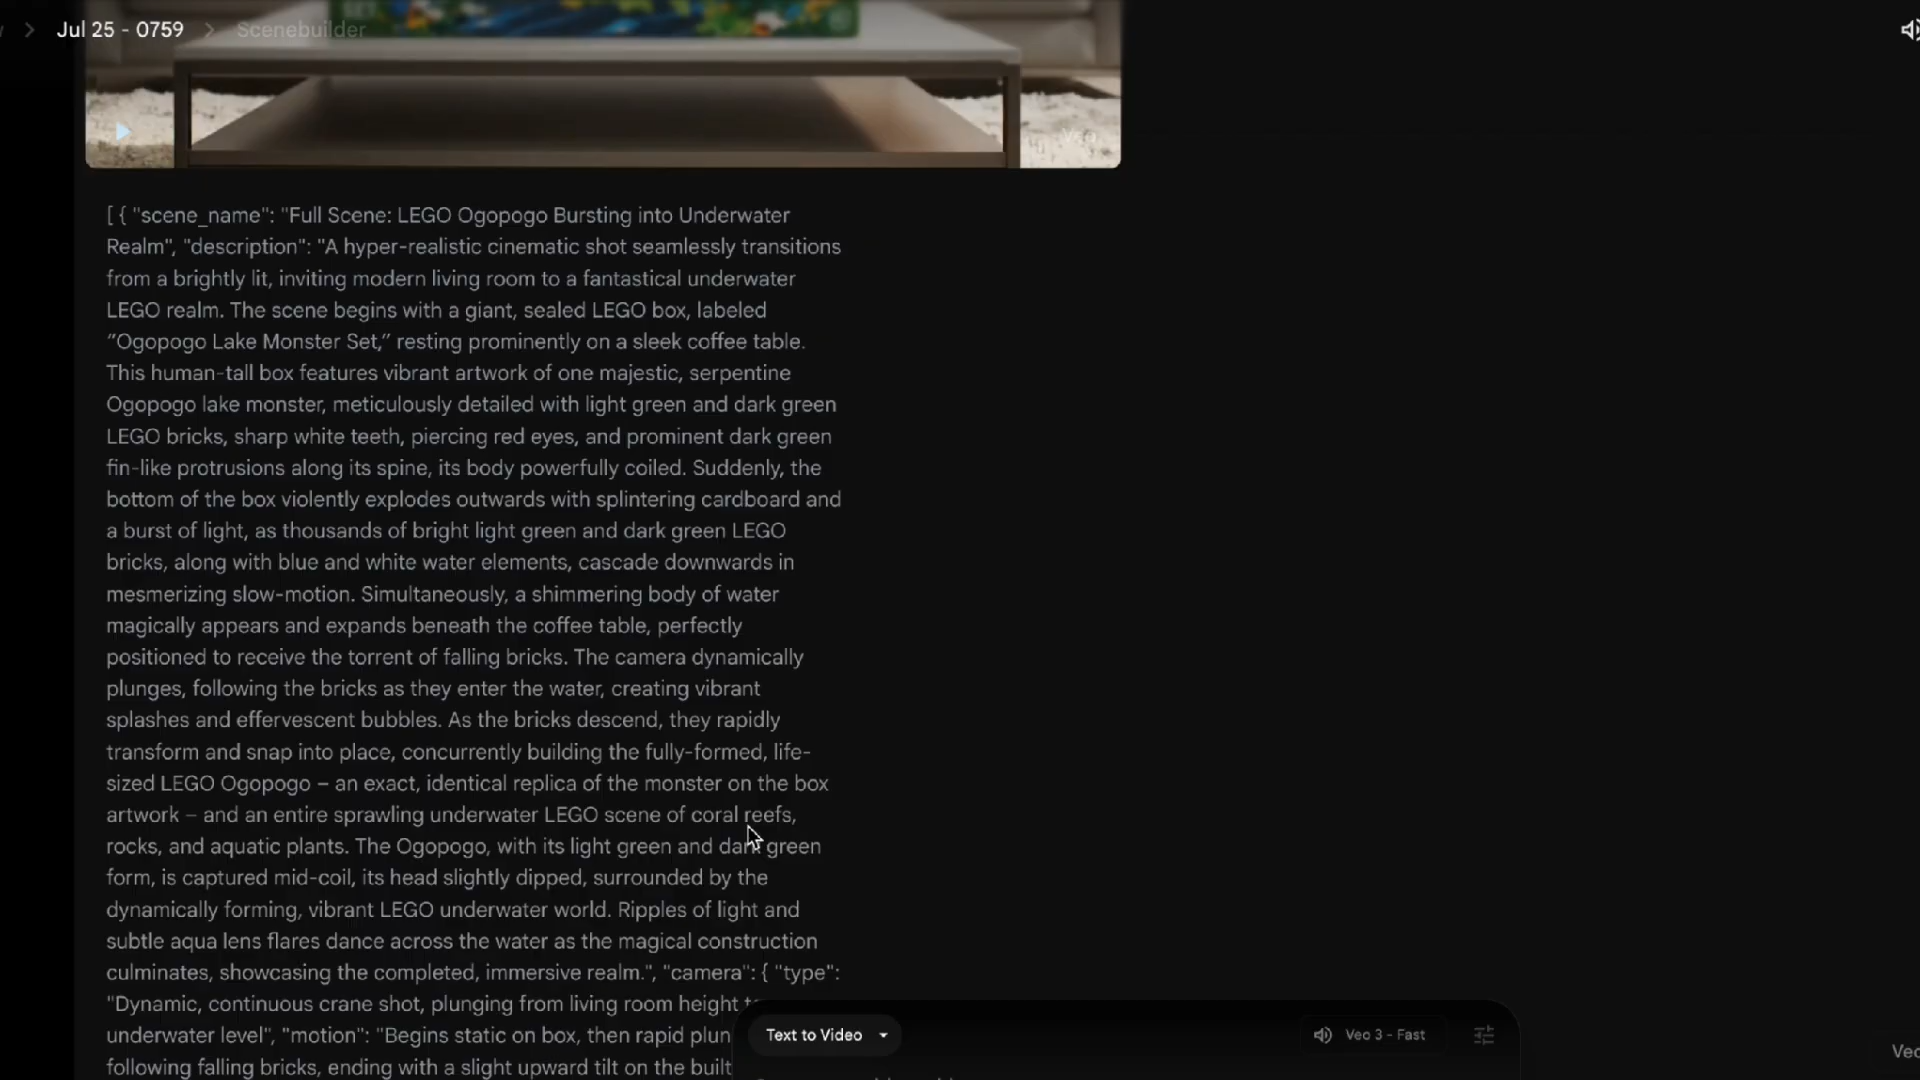 Jul 25 - 0759
Scenebuilder
SET
Veo
[ { "scene_name": "Full Scene: LEGO Ogopogo Bursting into Underwater
Realm", "description": "A hyper-realistic cinematic shot seamlessly transitions
from a brightly lit, inviting modern living room to a fantastical underwater
LEGO realm. The scene begins with a giant, sealed LEGO box, labeled
“Ogopogo Lake Monster Set,” resting prominently on a sleek coffee table.
This human-tall box features vibrant artwork of one majestic, serpentine
Ogopogo lake monster, meticulously detailed with light green and dark green
LEGO bricks, sharp white teeth, piercing red eyes, and prominent dark green
fin-like protrusions along its spine, its body powerfully coiled. Suddenly, the
bottom of the box violently explodes outwards with splintering cardboard and
a burst of light, as thousands of bright light green and dark green LEGO
bricks, along with blue and white water elements, cascade downwards in
mesmerizing slow-motion. Simultaneously, a shimmering body of water
magically appears and expands beneath the coffee table, perfectly
positioned to receive the torrent of falling bricks. The camera dynamically
plunges, following the bricks as they enter the water, creating vibrant
splashes and effervescent bubbles. As the bricks descend, they rapidly
transform and snap into place, concurrently building the fully-formed, life-
sized LEGO Ogopogo – an exact, identical replica of the monster on the box
artwork – and an entire sprawling underwater LEGO scene of coral reefs,
rocks, and aquatic plants. The Ogopogo, with its light green and dark green
form, is captured mid-coil, its head slightly dipped, surrounded by the
dynamically forming, vibrant LEGO underwater world. Ripples of light and
subtle aqua lens flares dance across the water as the magical construction
culminates, showcasing the completed, immersive realm.", "camera": { "type":
"Dynamic, continuous crane shot, plunging from living room height
underwater level", "motion": "Begins static on box, then rapid plun
following falling bricks, ending with a slight upward tilt on the built
Text to Video
Veo 3 - Fast
Veo